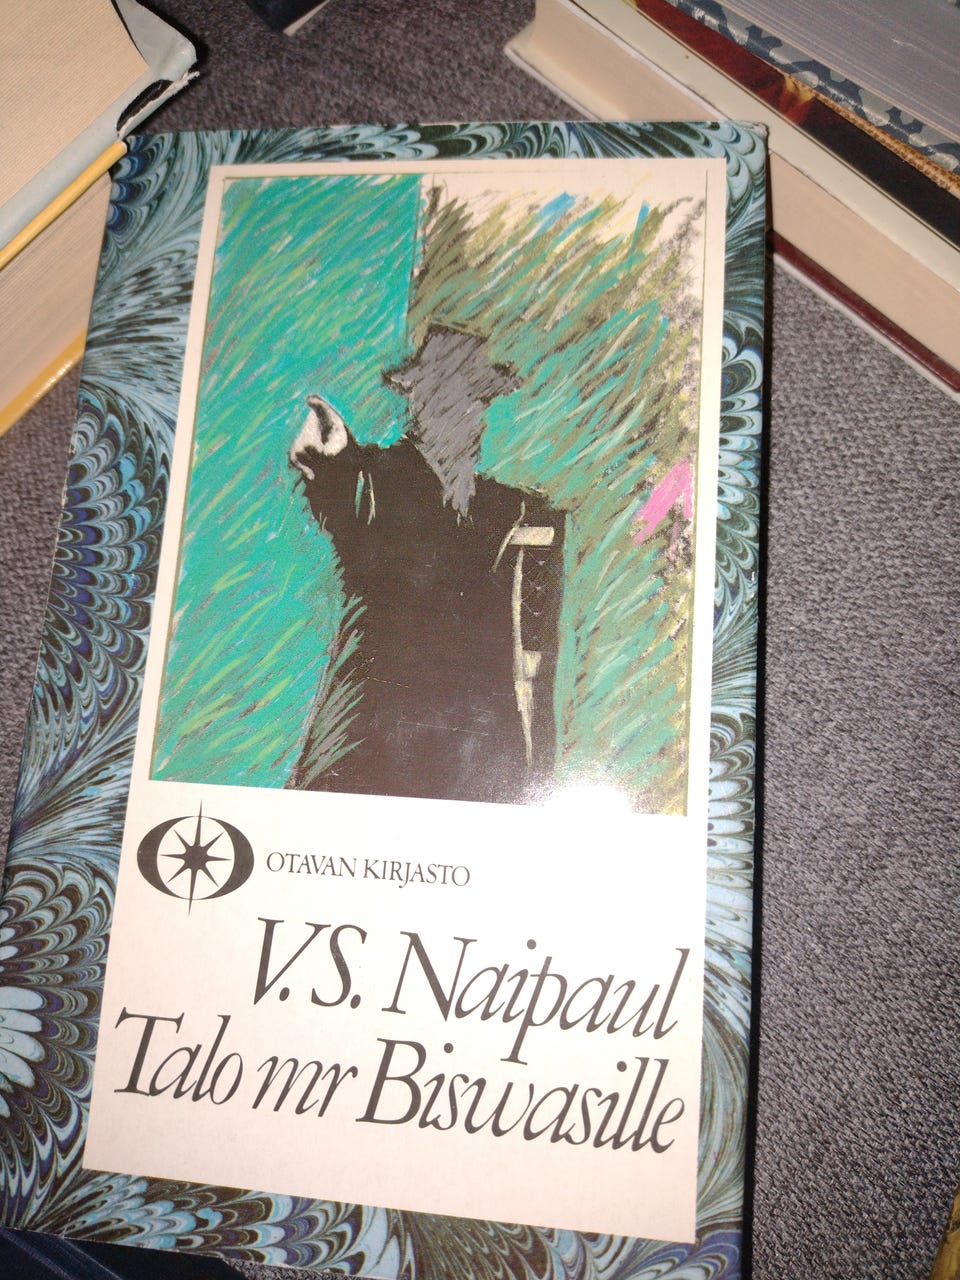 OTAVAN KIRJASTO
V.S. Naipaul
Talo mr Biswasille